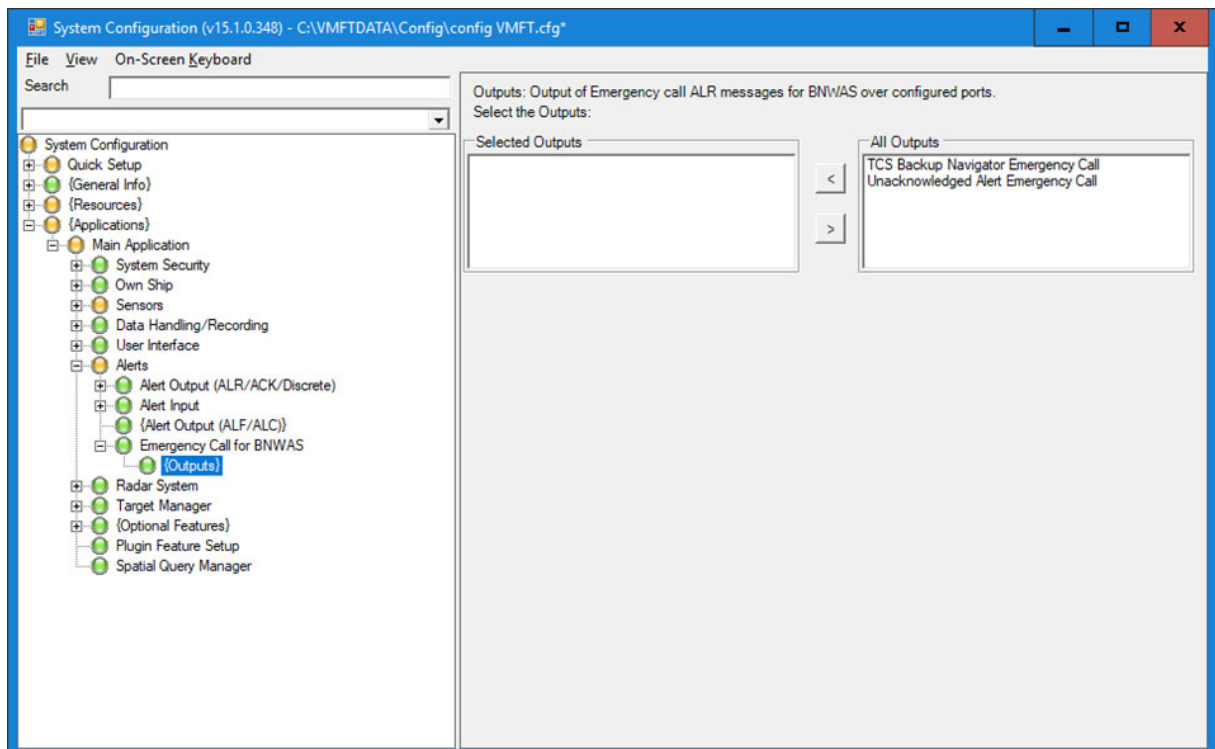 System Configuration (v15.1.0.348) - C:\VMFTDATA\Config\config VMFT.cfg*
File View On-Screen Keyboard
Search
System Configuration
Quick Setup
{General Info}
{Resources}
{Applications}
Main Application
System Security
Own Ship
Sensors
Data Handling/Recording
User Interface
Alerts
Alert Output (ALR/ACK/Discrete)
Alert Input
{Alert Output (ALF/ALC)}
Emergency Call for BNWAS
{Outputs}
Radar System
Target Manager
{Optional Features}
Plugin Feature Setup
Spatial Query Manager
Outputs: Output of Emergency call ALR messages for BNWAS over configured ports.
Select the Outputs:
Selected Outputs
<
>
All Outputs
TCS Backup Navigator Emergency Call
Unacknowledged Alert Emergency Call